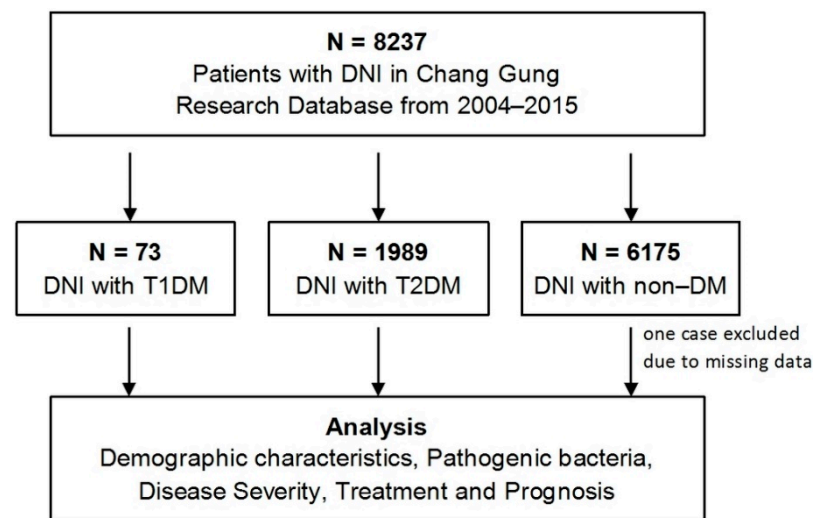 N = 8237
Patients with DNI in Chang Gung
Research Database from 2004–2015
N = 73
DNI with T1DM
N = 1989
DNI with T2DM
N = 6175
DNI with non–DM
one case excluded
due to missing data
Analysis
Demographic characteristics, Pathogenic bacteria,
Disease Severity, Treatment and Prognosis